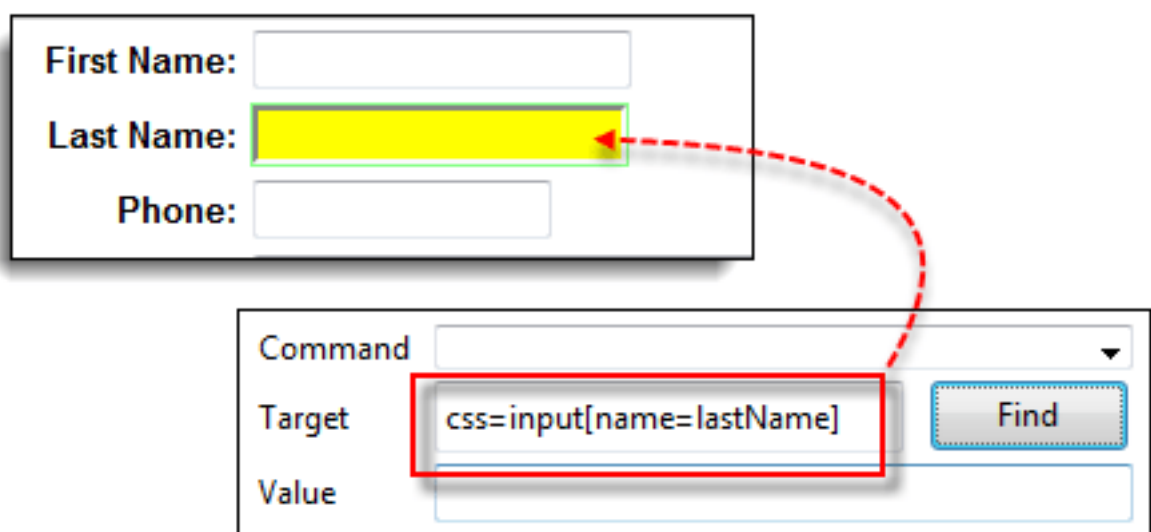 First Name:
Last Name:
Phone:
Command
Target
css=input[name=lastName]
Find
Value